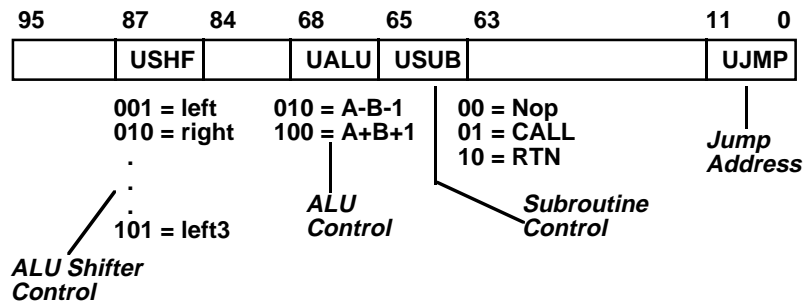 95 87 84 68 65 63 11 0
USHF UALU USUB UJMP
001 = left 010 = A-B-1 00 = Nop
010 = right 100 = A+B+1 01 = CALL
. 10 = RTN
.
.
101 = left3
Jump
Address
ALU
Control
Subroutine
Control
ALU Shifter
Control